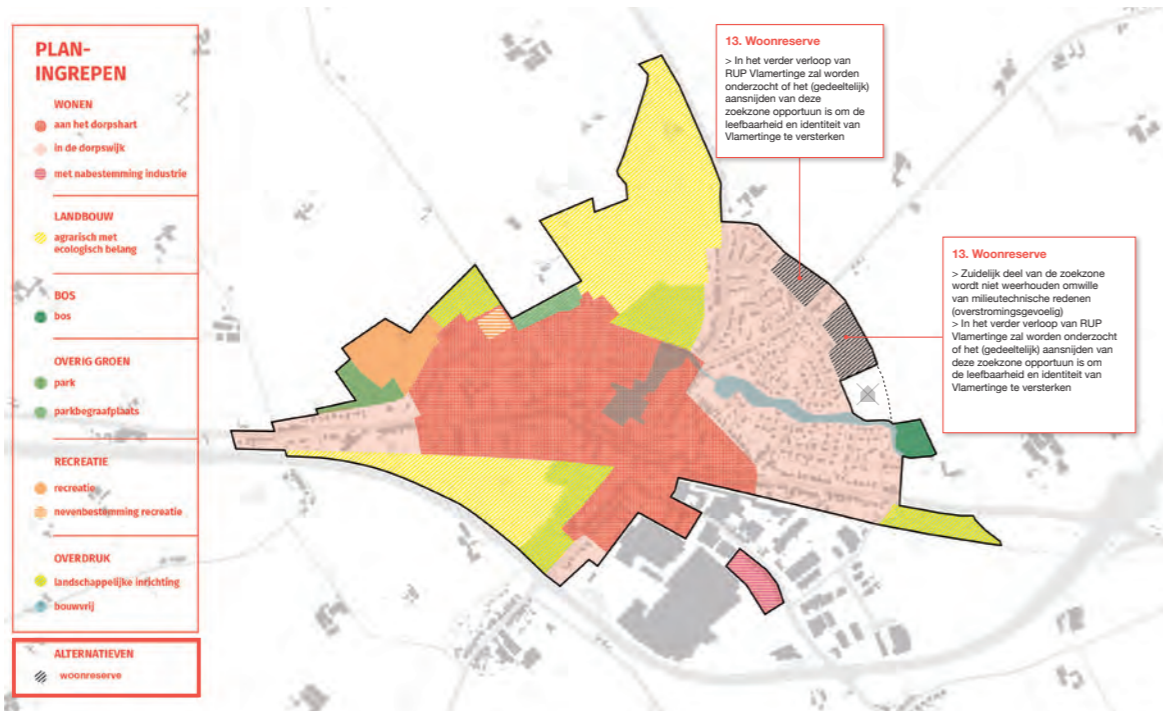 PLAN-
INGREPEN
WONEN
aan het dorpshart
in de dorpswijk
met nabestemming industrie
LANDBOUW
agrarisch met
ecologisch belang
BOS
bos
OVERIG GROEN
park
parkbegraafplaats
RECREATIE
recreatie
nevenbestemming recreatie
OVERDRUK
landschappelijke inrichting
bouwvrij
ALTERNATIEVEN
woonreserve
13. Woonreserve
> In het verder verloop van
RUP Vlamertinge zal worden
onderzocht of het (gedeeltelijk)
aansnijden van deze
zoekzone opportuun is om de
leefbaarheid en identiteit van
Vlamertinge te versterken
13. Woonreserve
> Zuidelijk deel van de zoekzone
wordt niet weerhouden omwille
van milieutechnische redenen
(overstromingsgevoelig)
> In het verder verloop van RUP
Vlamertinge zal worden onderzocht
of het (gedeeltelijk) aansnijden van
deze zoekzone opportuun is om
de leefbaarheid en identiteit van
Vlamertinge te versterken